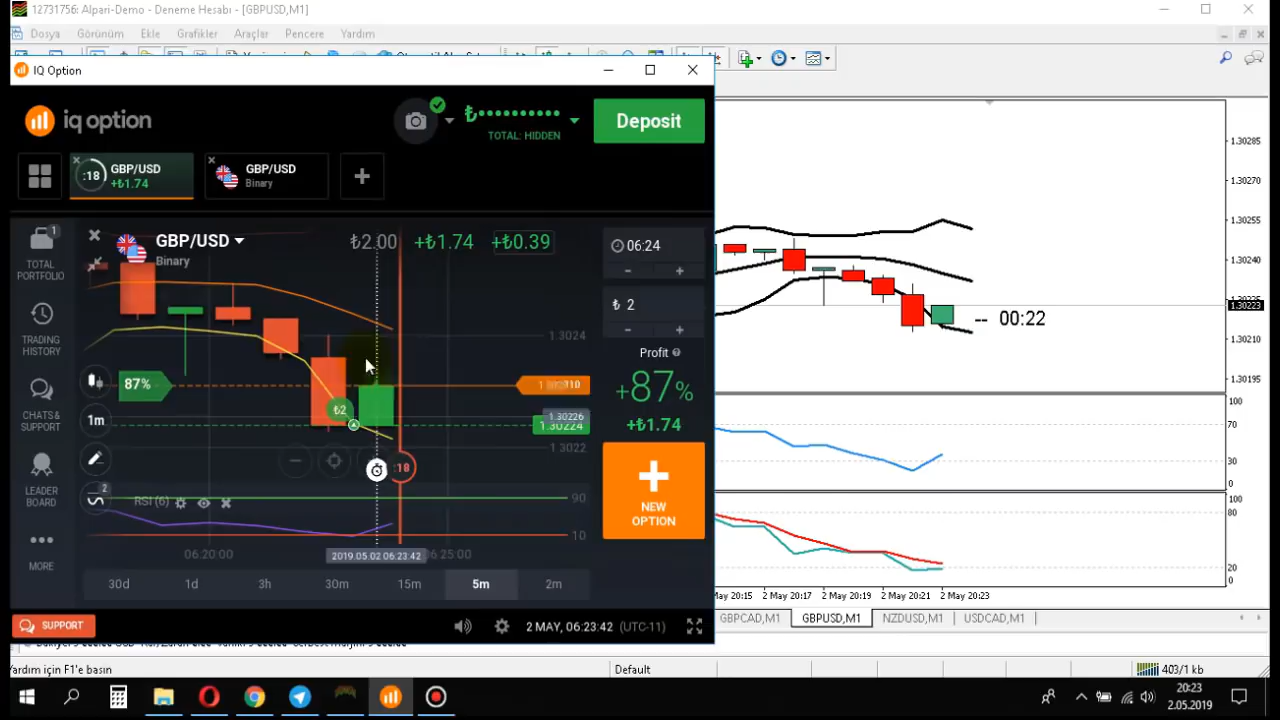 12731756: Alpari-Demo - Deneme Hesabı - [GBPUSD,M1]
Dosya Görünüm Ekle Grafikler Araçlar Pencere Yardım
IQ Option
iq option
TOTAL: HIDDEN
Deposit
:18 GBP/USD
+₺1.74
GBP/USD
Binary
GBP/USD
Binary
₺2.00 +₺1.74 +₺0.39
06:24
₺ 2
Profit
+87%
+₺1.74
NEW
OPTION
1
TOTAL
PORTFOLIO
TRADING
HISTORY
CHATS &
SUPPORT
LEADER
BOARD
MORE
87%
1m
2
₺2
:18
1.3024
1.30226
1.30224
1.3022
RSI (6)
90
10
06:20:00
2019.05.02 06:23:42
06:25:00
30d 1d 3h 30m 15m 5m 2m
SUPPORT
2 MAY, 06:23:42 (UTC-11)
1.30285
1.30270
1.30255
1.30240
1.30223
1.30210
1.30195
-- 00:22
100
70
30
0
100
80
20
0
May 20:15 2 May 20:17 2 May 20:19 2 May 20:21 2 May 20:23
GBPCAD,M1 GBPUSD,M1 NZDUSD,M1 USDCAD,M1
Yardım için F1'e basın
Default
403/1 kb
20:23
2.05.2019